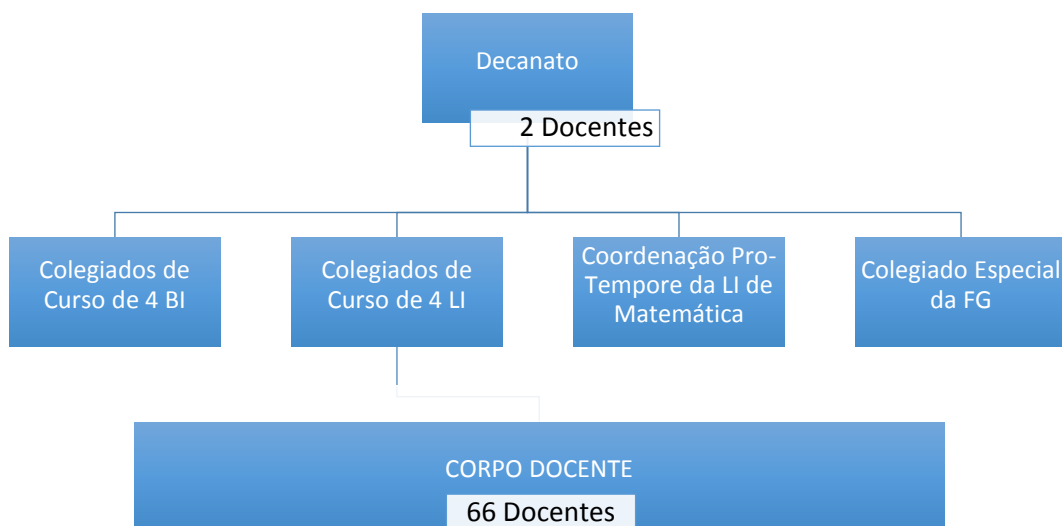 Decanato
2 Docentes
Colegiados de
Curso de 4 BI
Colegiados de
Curso de 4 LI
Coordenação Pro-
Tempore da LI de
Matemática
Colegiado Especial
da FG
CORPO DOCENTE
66 Docentes